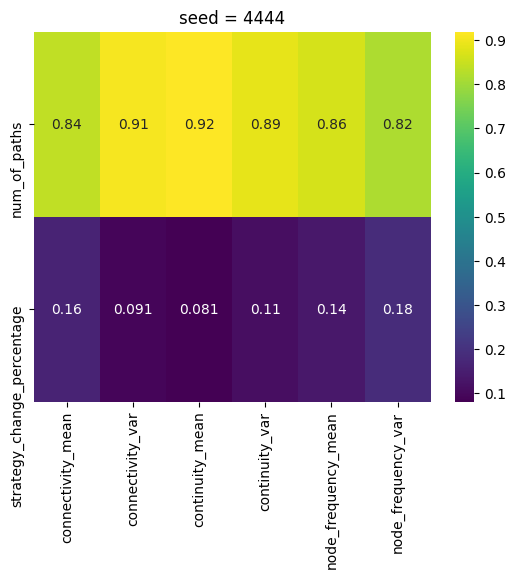 seed = 4444
num_of_paths
0.84 0.91 0.92 0.89 0.86 0.82
strategy_change_percentage
0.16 0.091 0.081 0.11 0.14 0.18
connectivity_mean
connectivity_var
continuity_mean
continuity_var
node_frequency_mean
node_frequency_var
0.9
0.8
0.7
0.6
0.5
0.4
0.3
0.2
0.1